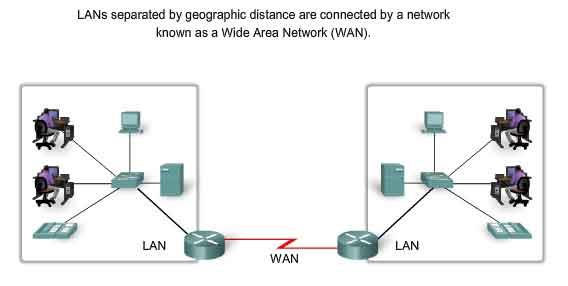 LANs separated by geographic distance are connected by a network
known as a Wide Area Network (WAN).
LAN
WAN
LAN